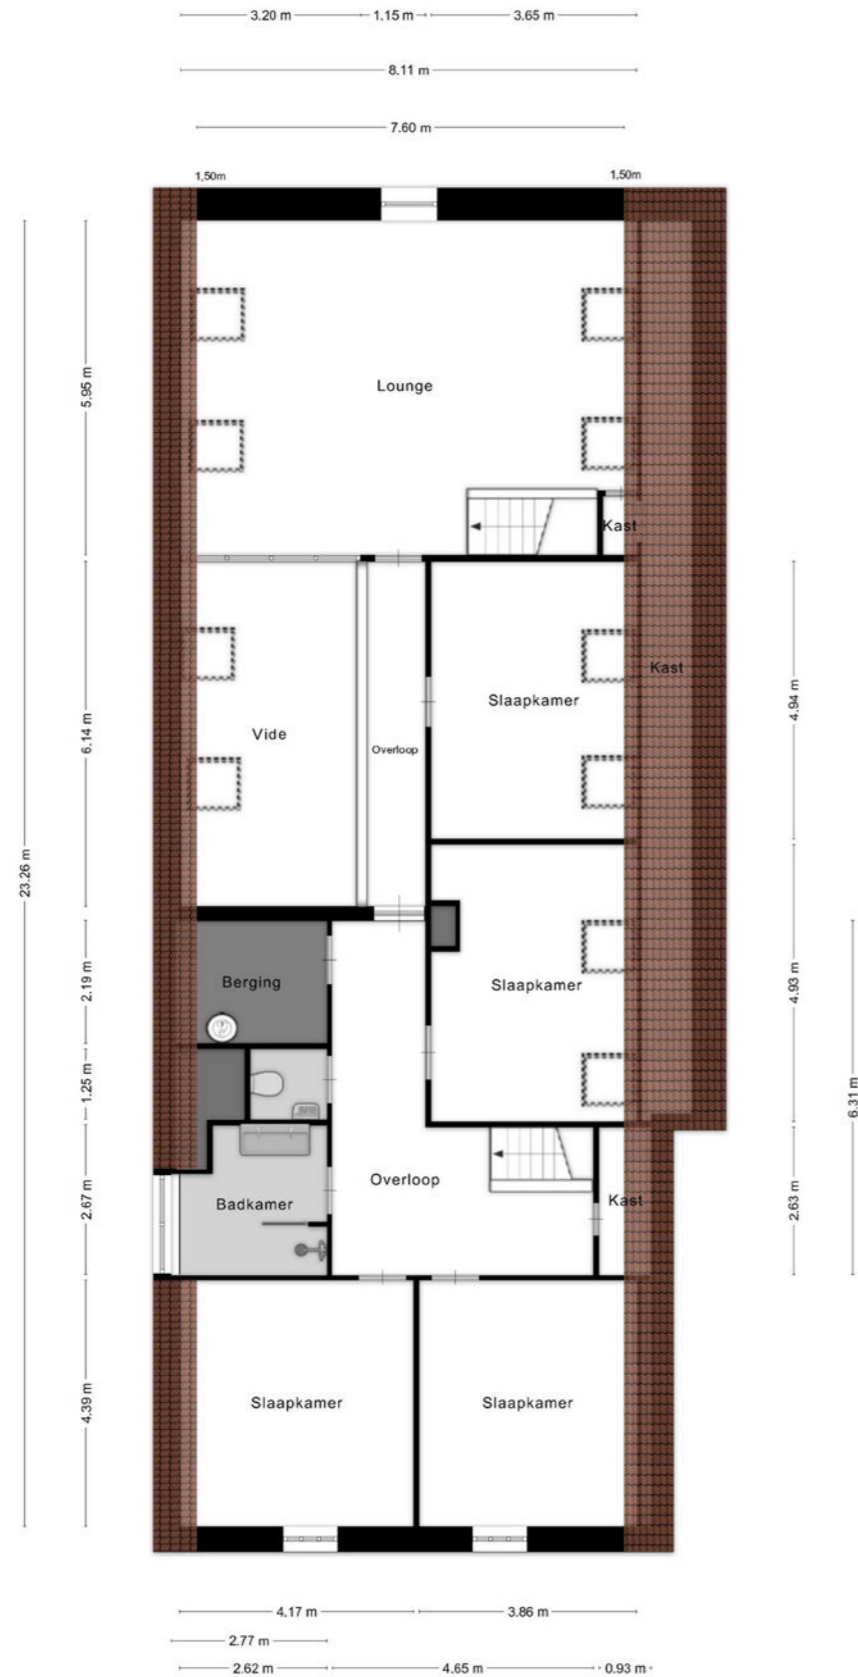 3.20 m 1.15 m 3.65 m
8.11 m
7.60 m
1,50m 1,50m
5.95 m
Lounge
Kast
Kast
Slaapkamer
4.94 m
Vide
Overloop
6.14 m
23.26 m
Berging
2.19 m
Slaapkamer
4.93 m
1.25 m
6.31 m
Overloop
Badkamer
Kast
2.67 m
2.63 m
Slaapkamer
Slaapkamer
4.39 m
4.17 m 3.86 m
2.77 m
2.62 m 4.65 m 0.93 m